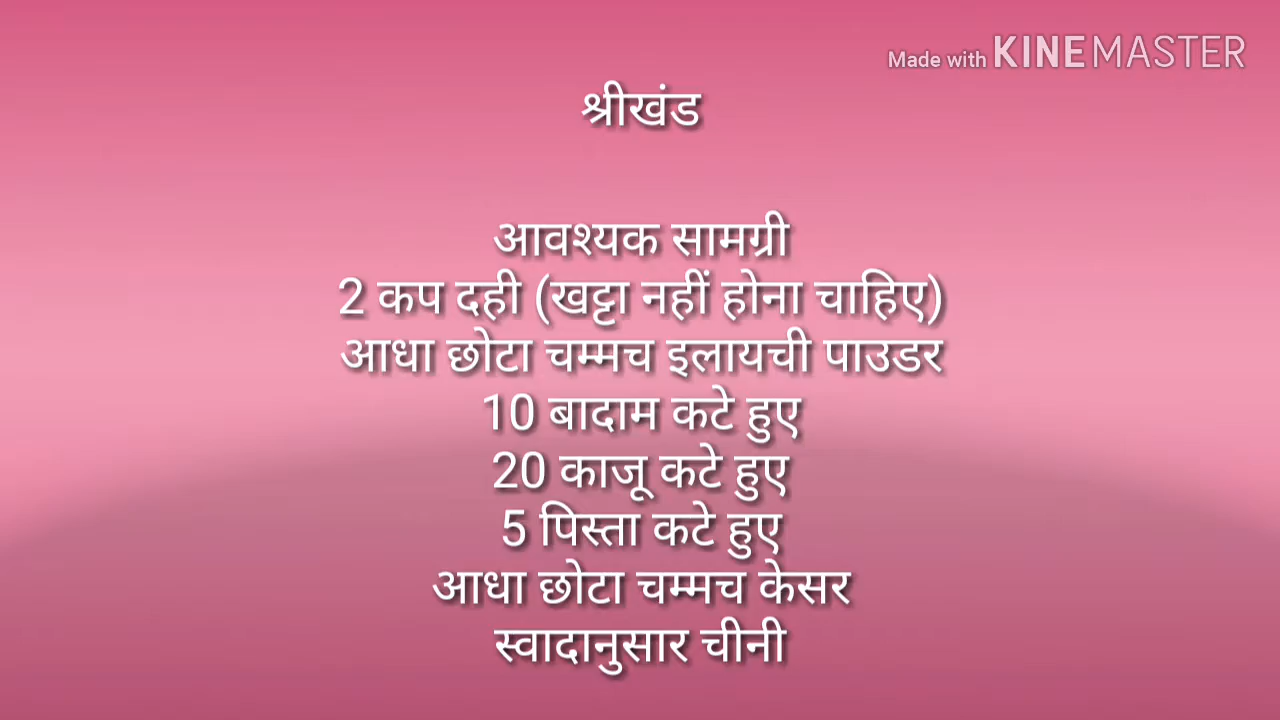 Made with KINEMASTER
श्रीखंड
आवश्यक सामग्री
2 कप दही (खट्टा नहीं होना चाहिए)
आधा छोटा चम्मच इलायची पाउडर
10 बादाम कटे हुए
20 काजू कटे हुए
5 पिस्ता कटे हुए
आधा छोटा चम्मच केसर
स्वादानुसार चीनी